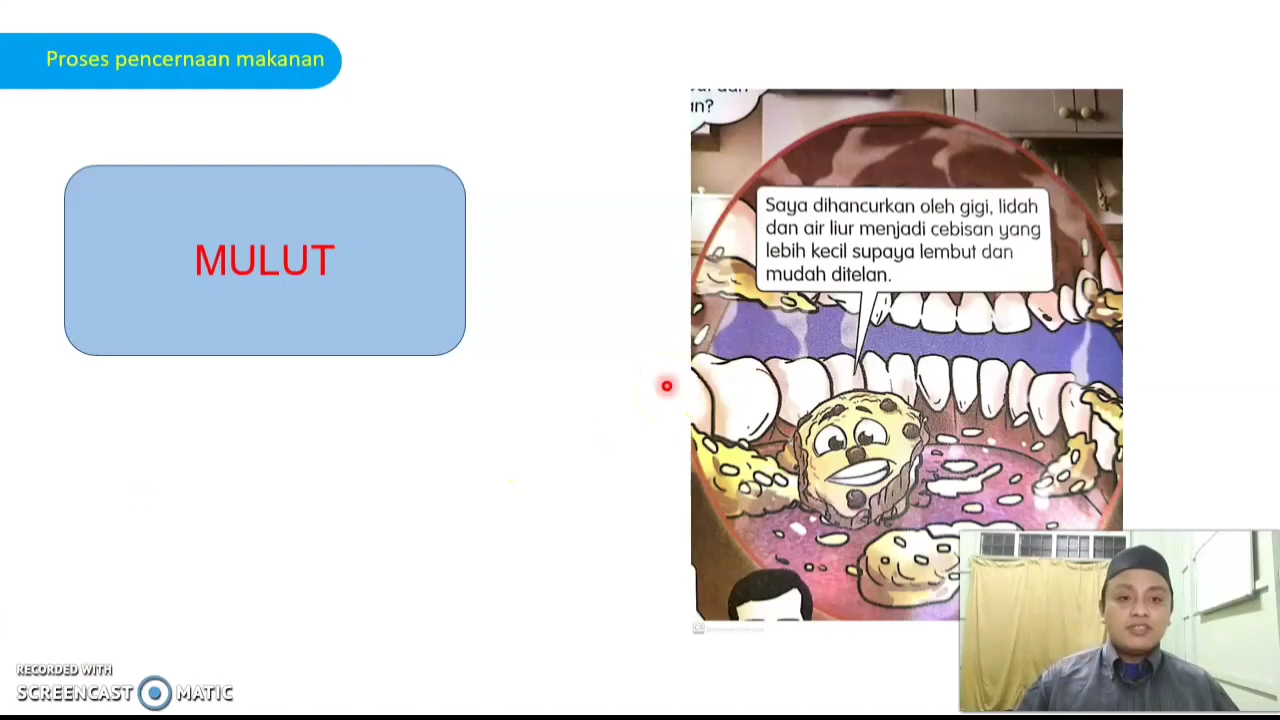 Proses pencernaan makanan
an?
MULUT
Saya dihancurkan oleh gigi, lidah
dan air liur menjadi cebisan yang
lebih kecil supaya lembut dan
mudah ditelan.
RECORDED WITH
SCREENCAST MATIC